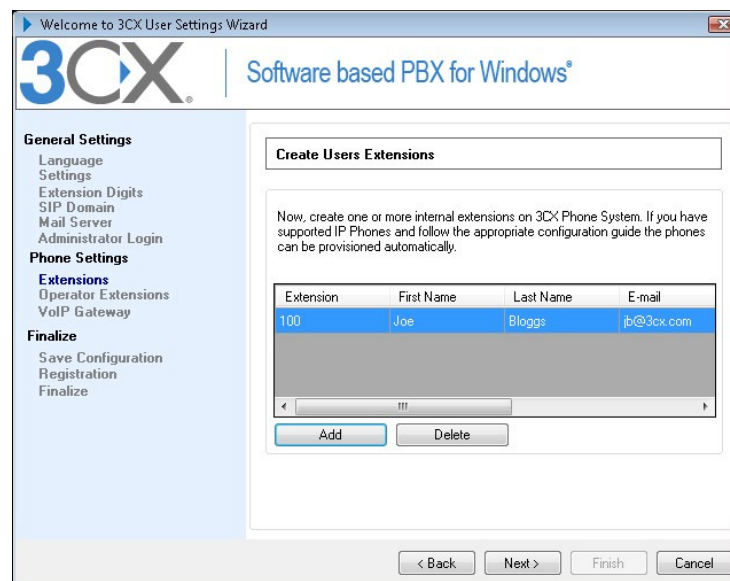 Welcome to 3CX User Settings Wizard
3CX®
Software based PBX for Windows®
General Settings
Language
Settings
Extension Digits
SIP Domain
Mail Server
Administrator Login
Phone Settings
Extensions
Operator Extensions
VoIP Gateway
Finalize
Save Configuration
Registration
Finalize
Create Users Extensions
Now, create one or more internal extensions on 3CX Phone System. If you have
supported IP Phones and follow the appropriate configuration guide the phones
can be provisioned automatically.
Extension First Name Last Name E-mail
100 Joe Bloggs jb@3cx.com
Add Delete
< Back Next > Finish Cancel